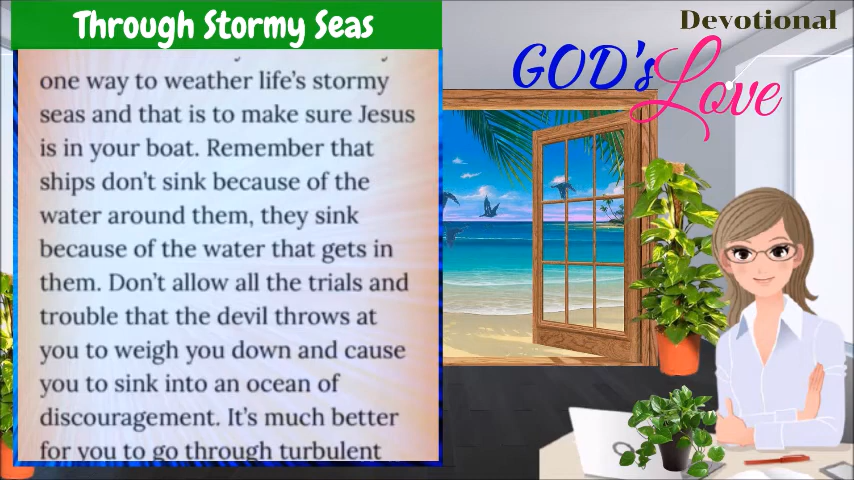 Through Stormy Seas
Devotional
GOD's
Love
one way to weather life's stormy
seas and that is to make sure Jesus
is in your boat. Remember that
ships don't sink because of the
water around them, they sink
because of the water that gets in
them. Don't allow all the trials and
trouble that the devil throws at
you to weigh you down and cause
you to sink into an ocean of
discouragement. It's much better
for you to go through turbulent